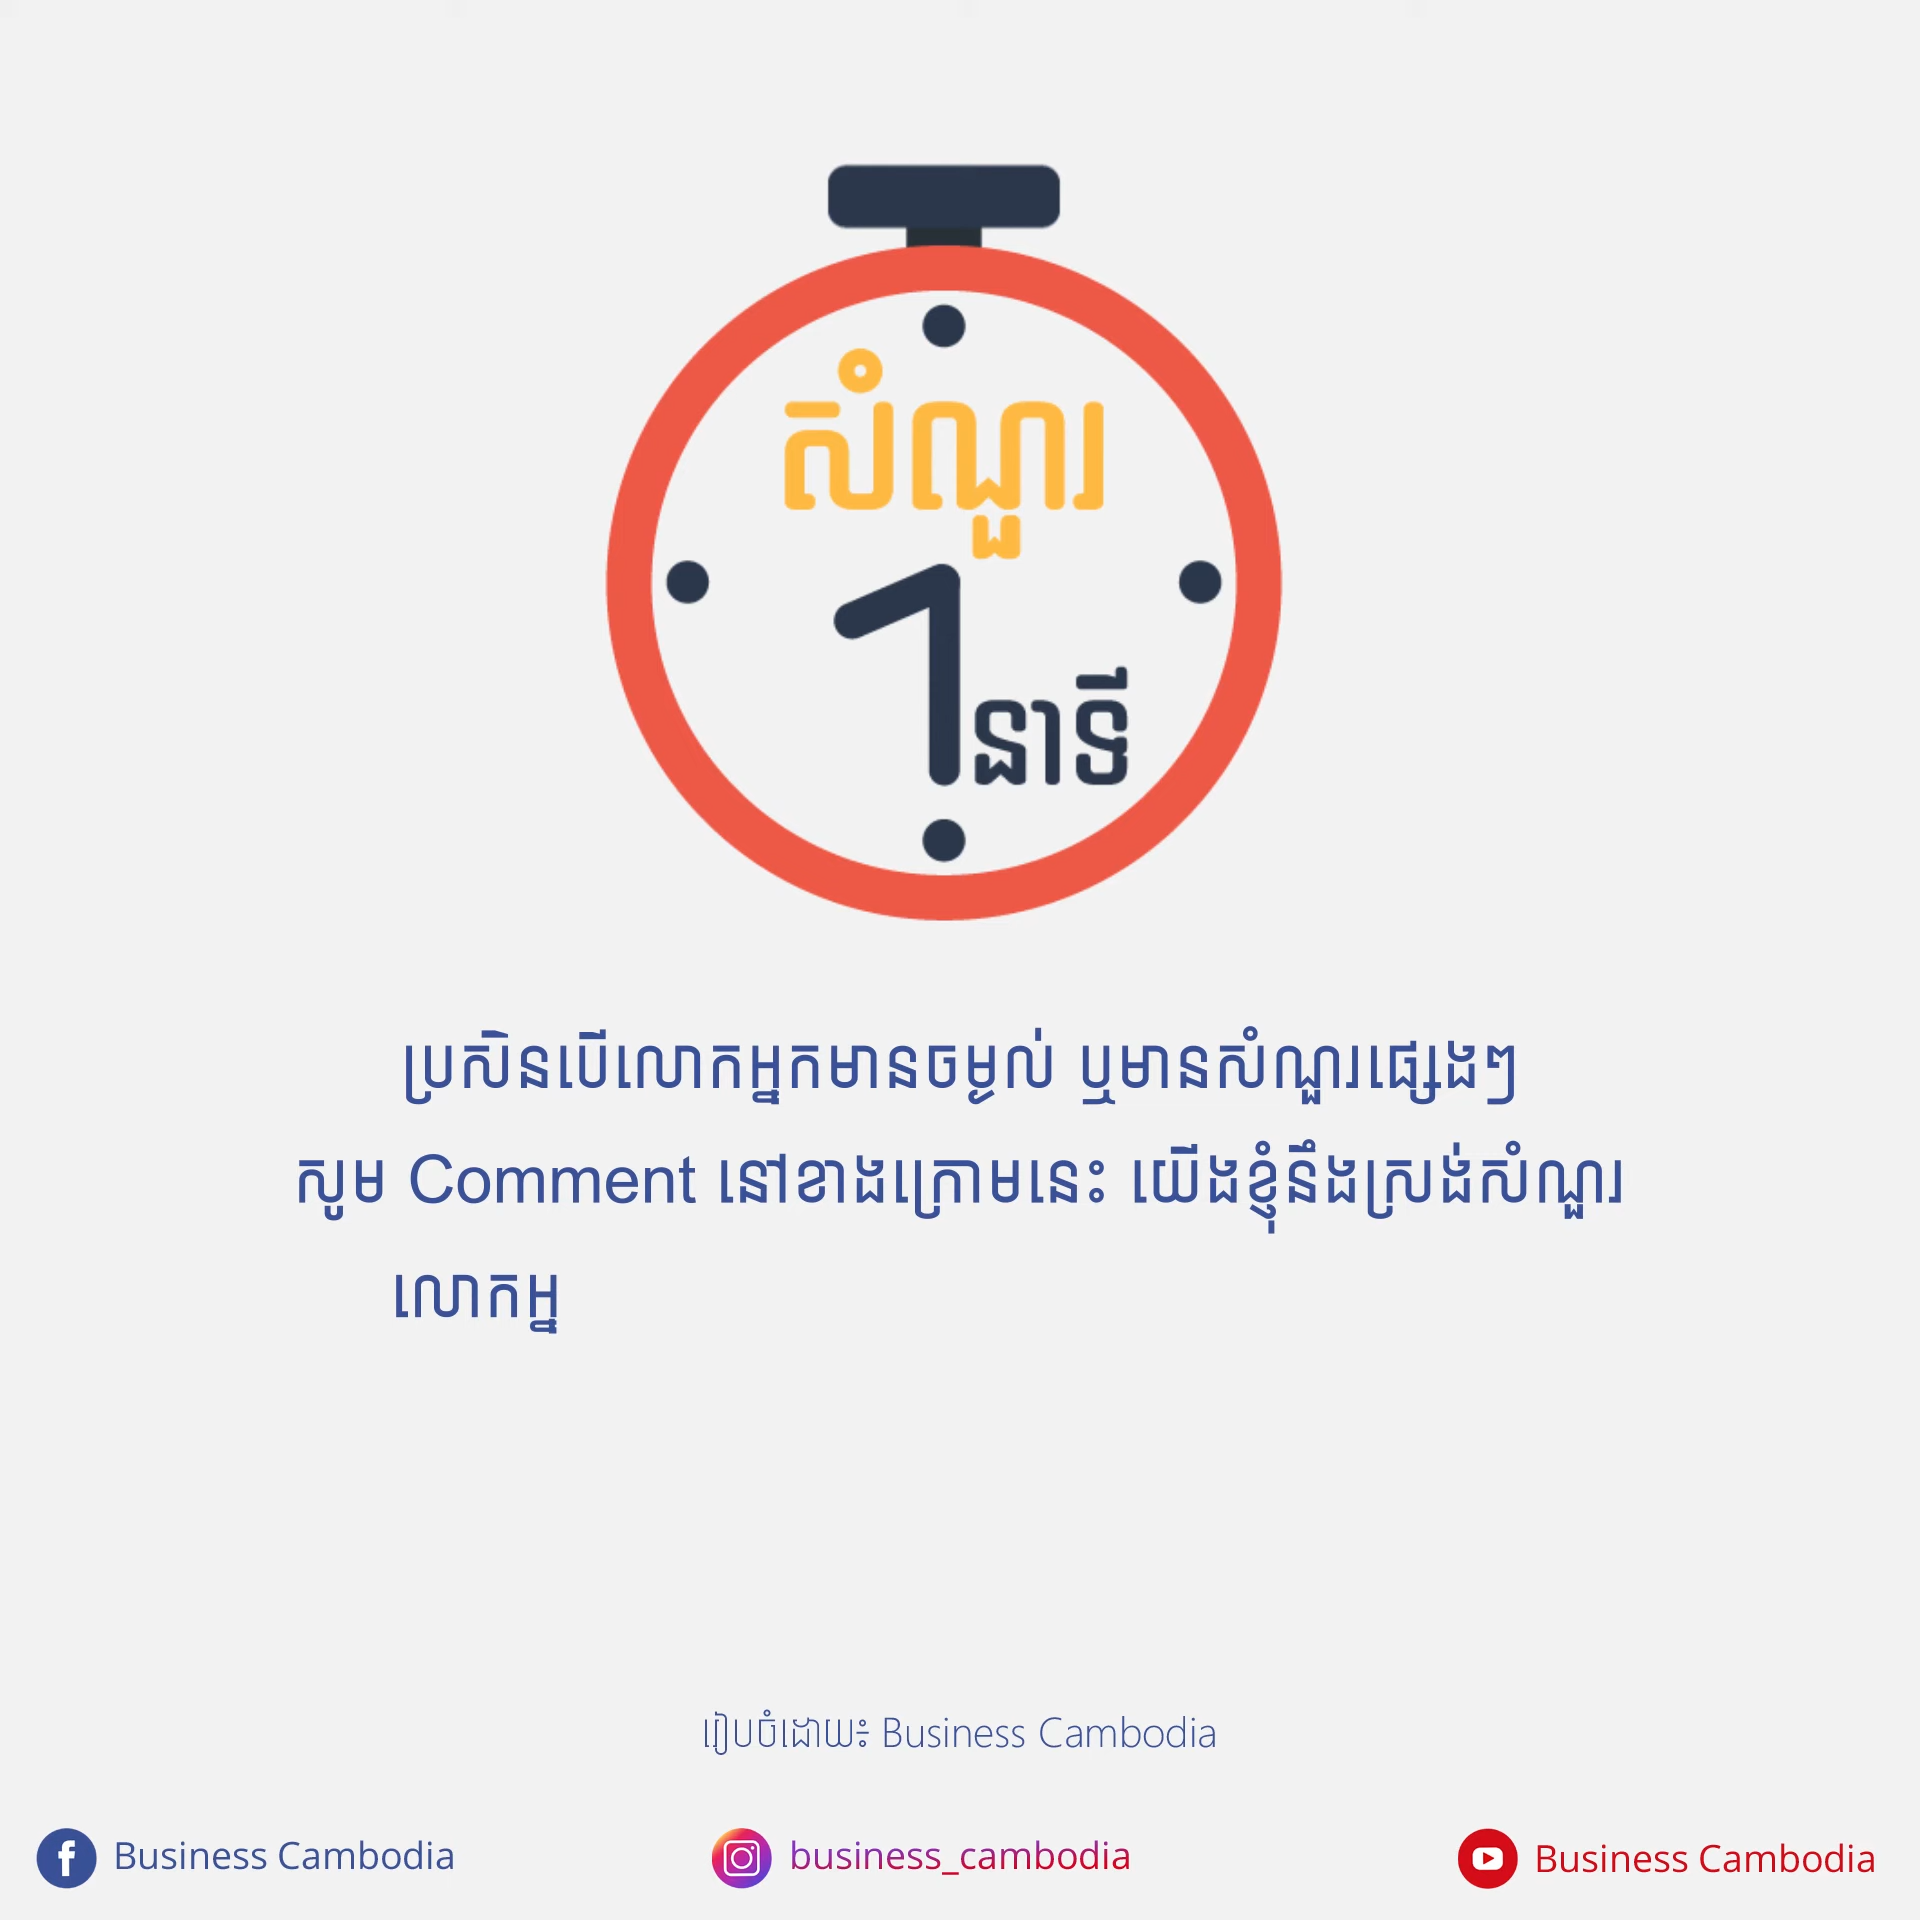 សំណួរ
1
នាទី
ប្រសិនបើលោកអ្នកមានចម្ងល់ ឬមានសំណួរផ្សេងៗ
សូម Comment នៅខាងក្រោមនេះ យើងខ្ញុំនឹងស្រង់សំណួរ
លោកអ្ន
រៀបចំដោយ៖ Business Cambodia
Business Cambodia
business_cambodia
Business Cambodia